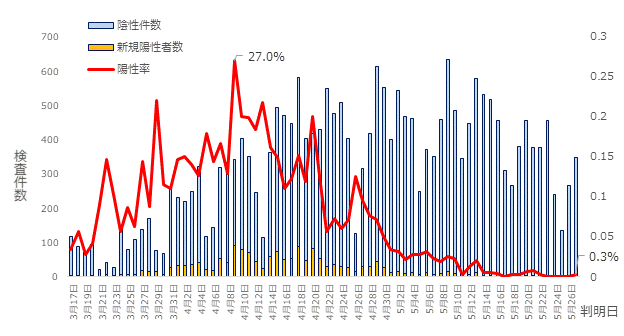 陰性件数
新規陽性者数
陽性率
27.0%
0.3%
検査件数
判明日
700
600
500
400
300
200
100
0
0.3
0.25
0.2
0.15
0.1
0.05
0
3月17日
3月19日
3月21日
3月23日
3月25日
3月27日
3月29日
3月31日
4月2日
4月4日
4月6日
4月8日
4月10日
4月12日
4月14日
4月16日
4月18日
4月20日
4月22日
4月24日
4月26日
4月28日
4月30日
5月2日
5月4日
5月6日
5月8日
5月10日
5月12日
5月14日
5月16日
5月18日
5月20日
5月22日
5月24日
5月26日